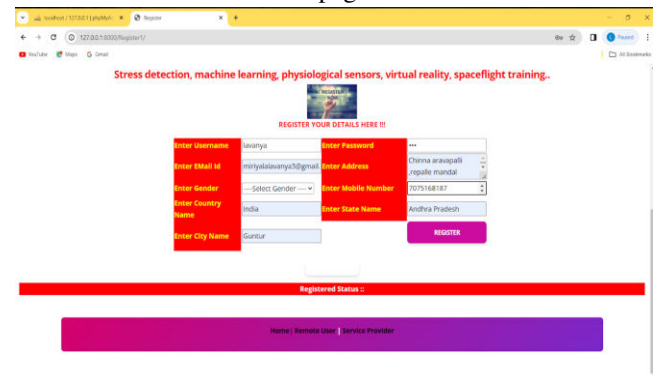 localhost / 127.0.0.1 | phpMyA
Register
127.0.0.1:8000/Register1/
Paused
YouTube Maps Gmail
All Bookmarks
Stress detection, machine learning, physiological sensors, virtual reality, spaceflight training..
REGISTER
REGISTER YOUR DETAILS HERE !!!
Enter Username lavanya Enter Password •••
Enter EMail Id miriyalalavanya3@gmail. Enter Address Chinna aravapalli
,repalle mandal
Enter Gender ----Select Gender ---- Enter Mobile Number 7075168187
Enter Country Name India Enter State Name Andhra Pradesh
Enter City Name Guntur REGISTER
Registered Status ::
Home | Remote User | Service Provider